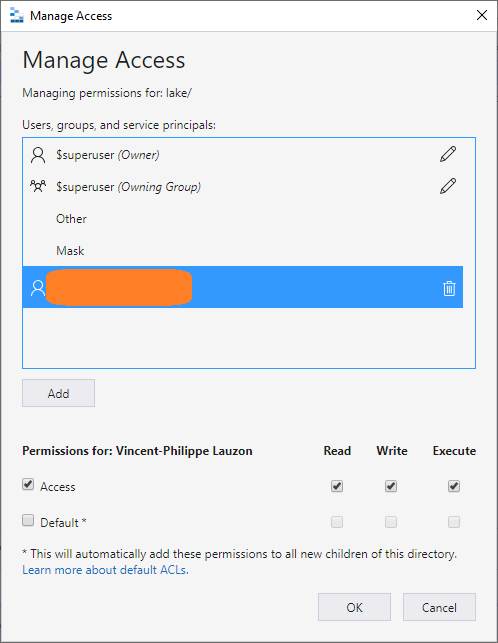 Manage Access
Manage Access
Managing permissions for: lake/
Users, groups, and service principals:
$superuser (Owner)
$superuser (Owning Group)
Other
Mask
Add
Permissions for: Vincent-Philippe Lauzon Read Write Execute
Access
Default *
* This will automatically add these permissions to all new children of this directory.
Learn more about default ACLs.
OK Cancel